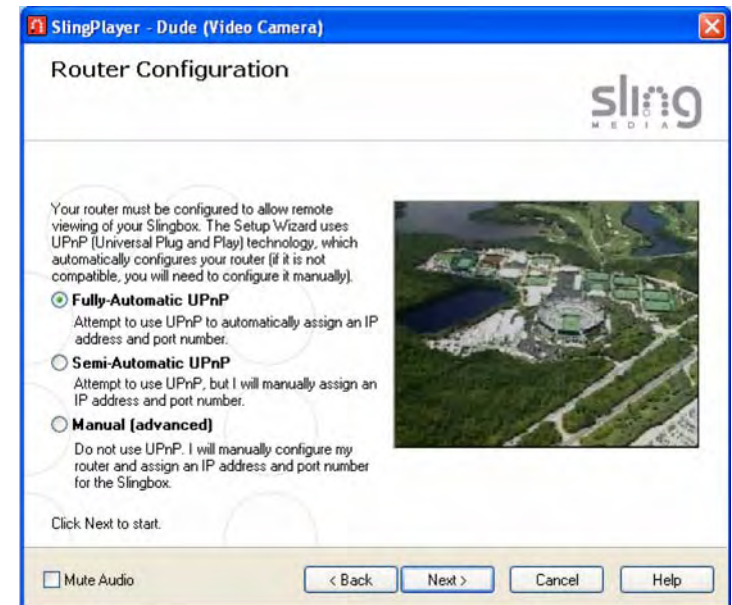 SlingPlayer - Dude (Video Camera)
Router Configuration
sling
MEDIA
Your router must be configured to allow remote
viewing of your Slingbox. The Setup Wizard uses
UPnP (Universal Plug and Play) technology, which
automatically configures your router (if it is not
compatible, you will need to configure it manually).
Fully-Automatic UPnP
Attempt to use UPnP to automatically assign an IP
address and port number.
Semi-Automatic UPnP
Attempt to use UPnP, but I will manually assign an
IP address and port number.
Manual (advanced)
Do not use UPnP. I will manually configure my
router and assign an IP address and port number
for the Slingbox.
Click Next to start.
Mute Audio
< Back
Next >
Cancel
Help